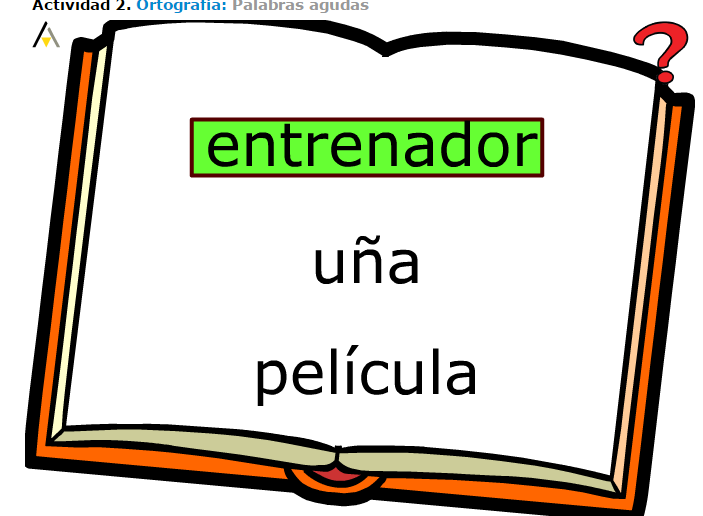 Actividad 2. Ortografía: Palabras agudas
?
entrenador
uña
película